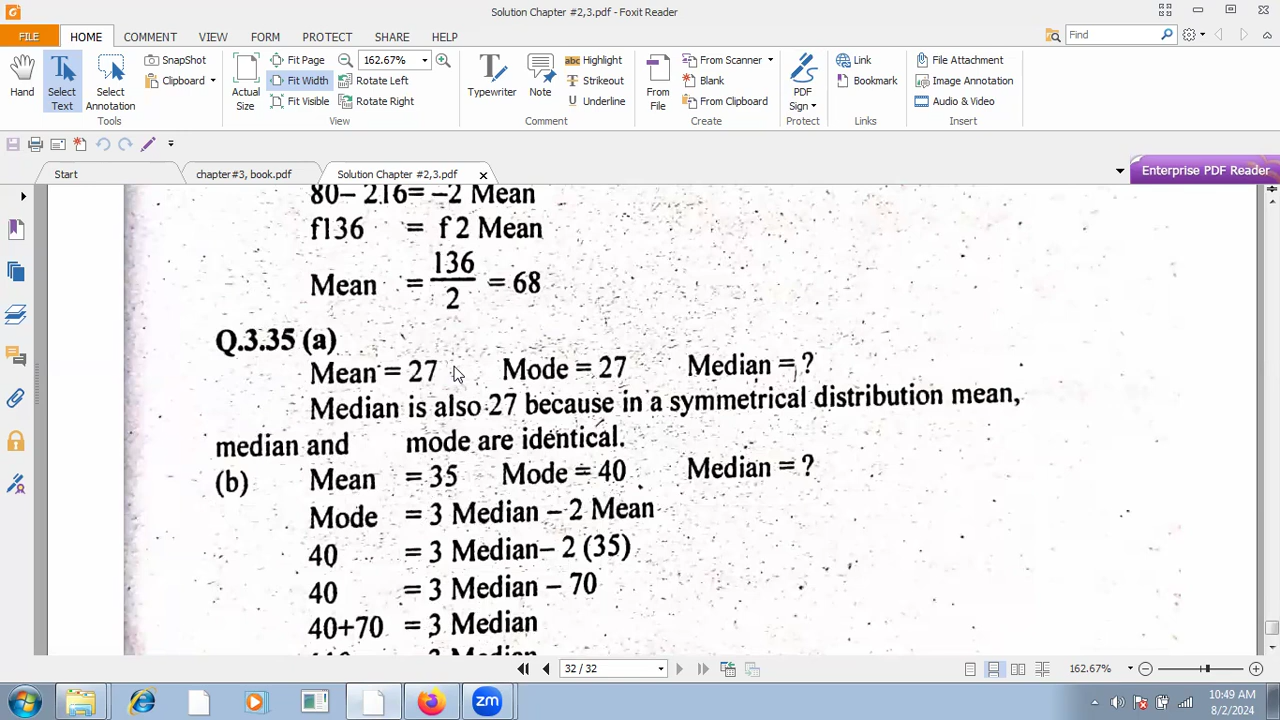 Solution Chapter #2,3.pdf - Foxit Reader
FILE HOME COMMENT VIEW FORM PROTECT SHARE HELP
Find
SnapShot Fit Page 162.67% Highlight From Scanner Link File Attachment
Clipboard Fit Width Rotate Left Strikeout Blank Bookmark Image Annotation
Hand Select Text Select Annotation Actual Size Fit Visible Rotate Right Typewriter Note Underline From File From Clipboard PDF Sign Audio & Video
Tools View Comment Create Protect Links Insert
Start chapter#3, book.pdf Solution Chapter #2,3.pdf Enterprise PDF Reader
80– 216= –2 Mean
f136 = f 2 Mean
Mean = 136/2 = 68
Q.3.35 (a)
Mean = 27 Mode = 27 Median = ?
Median is also 27 because in a symmetrical distribution mean,
median and mode are identical.
(b) Mean = 35 Mode = 40 Median = ?
Mode = 3 Median – 2 Mean
40 = 3 Median– 2 (35)
40 = 3 Median – 70
40+70 = 3 Median
32 / 32 162.67%
zm
10:49 AM
8/2/2024